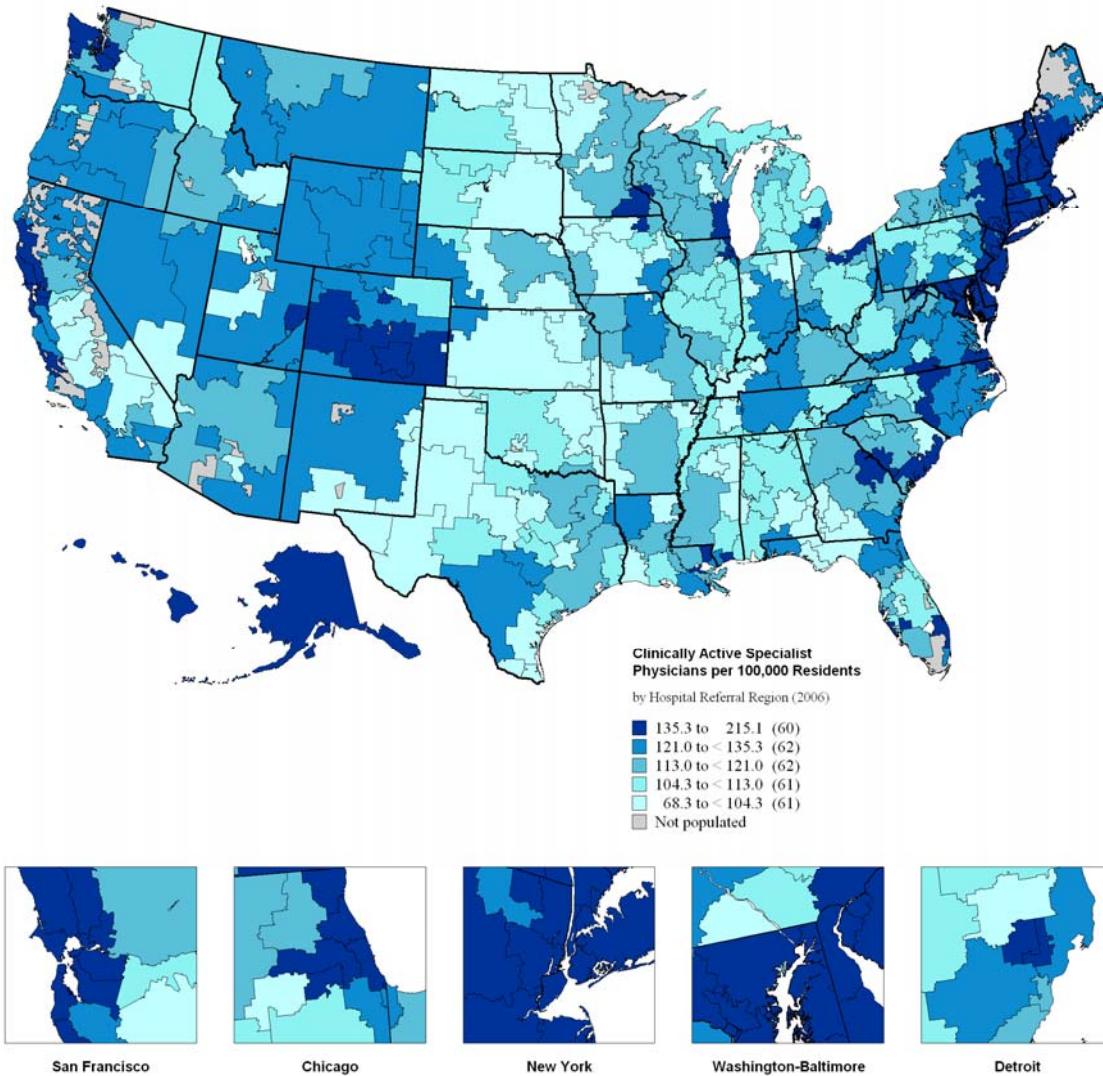 Clinically Active Specialist
Physicians per 100,000 Residents
by Hospital Referral Region (2006)
135.3 to 215.1 (60)
121.0 to < 135.3 (62)
113.0 to < 121.0 (62)
104.3 to < 113.0 (61)
68.3 to < 104.3 (61)
Not populated
San Francisco
Chicago
New York
Washington-Baltimore
Detroit